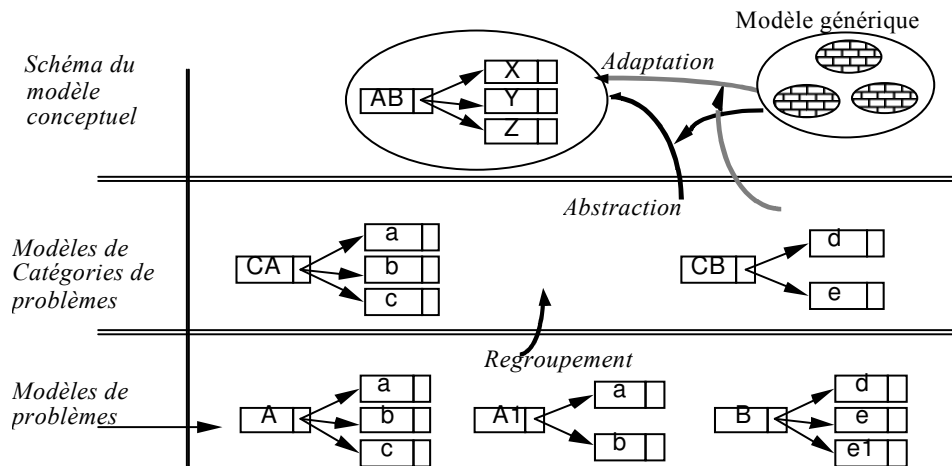 Modèle générique
Schéma du
modèle
conceptuel
Adaptation
AB
X
Y
Z
Abstraction
Modèles de
Catégories de
problèmes
CA
a
b
c
CB
d
e
Regroupement
Modèles de
problèmes
A
a
b
c
A1
a
b
B
d
e
e1